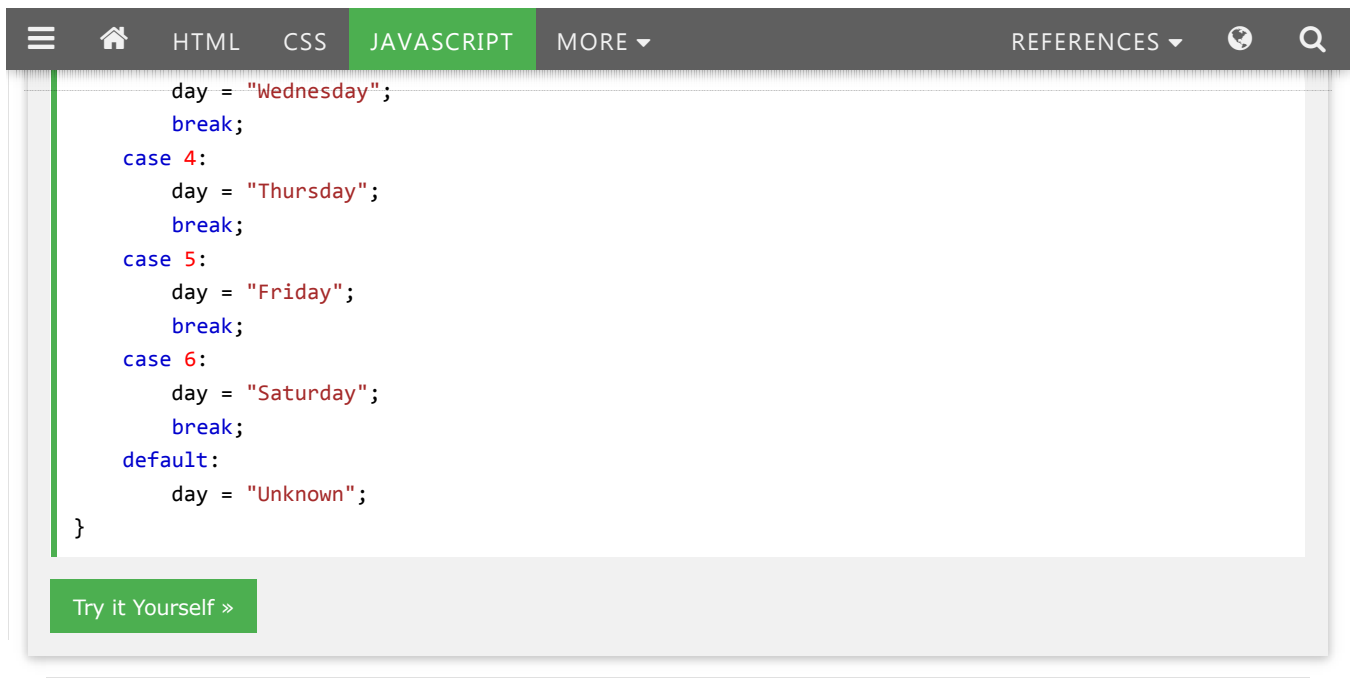 HTML CSS JAVASCRIPT MORE REFERENCES
        day = "Wednesday";
        break;
    case 4:
        day = "Thursday";
        break;
    case 5:
        day = "Friday";
        break;
    case 6:
        day = "Saturday";
        break;
    default:
        day = "Unknown";
}
Try it Yourself »